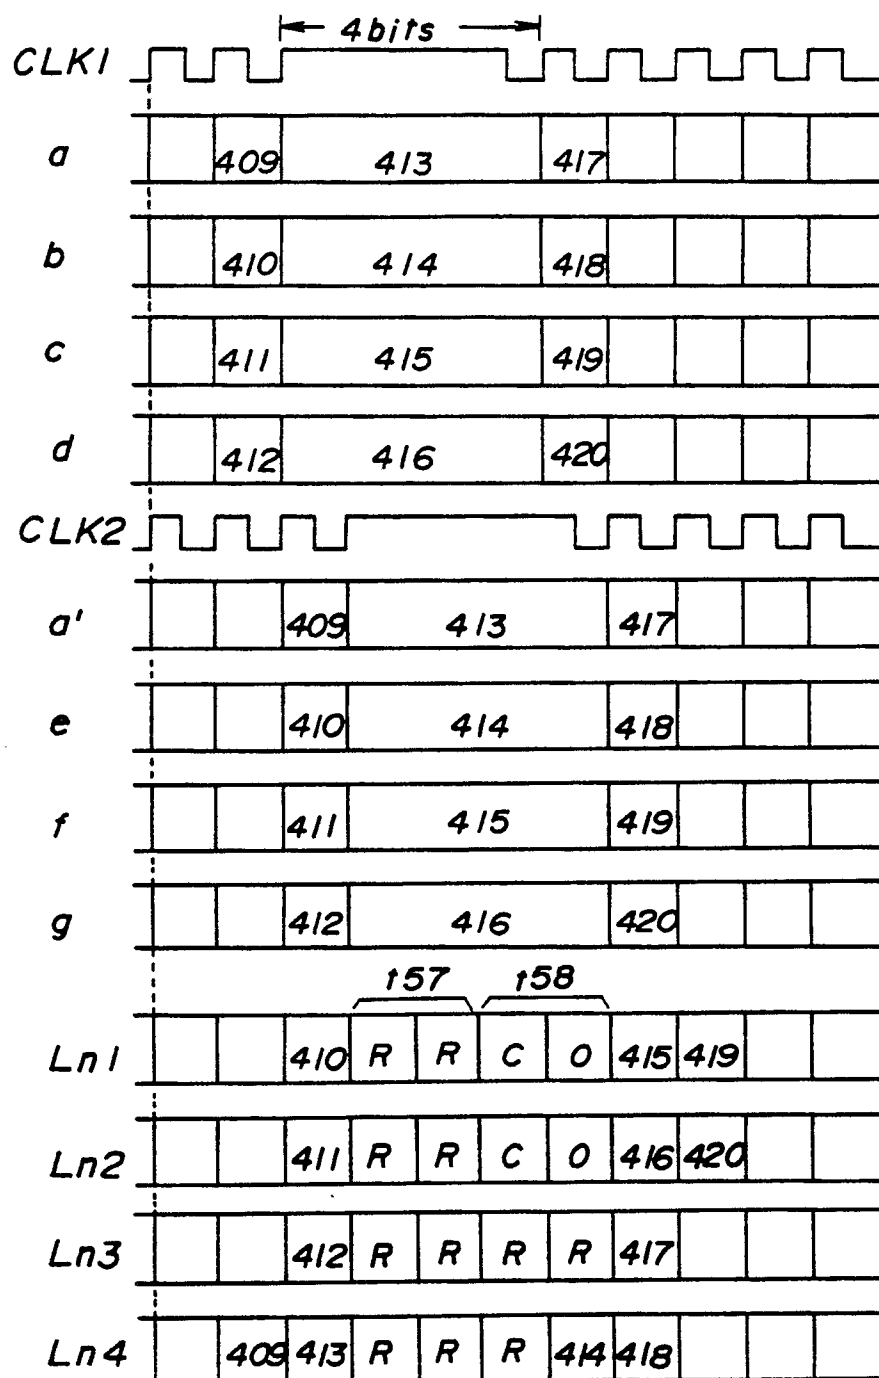 4bits
CLK1
a 409 413 417
b 410 414 418
c 411 415 419
d 412 416 420
CLK2
a' 409 413 417
e 410 414 418
f 411 415 419
g 412 416 420
t57 t58
Ln1 410 R R C O 415 419
Ln2 411 R R C O 416 420
Ln3 412 R R R R 417
Ln4 409 413 R R R 414 418